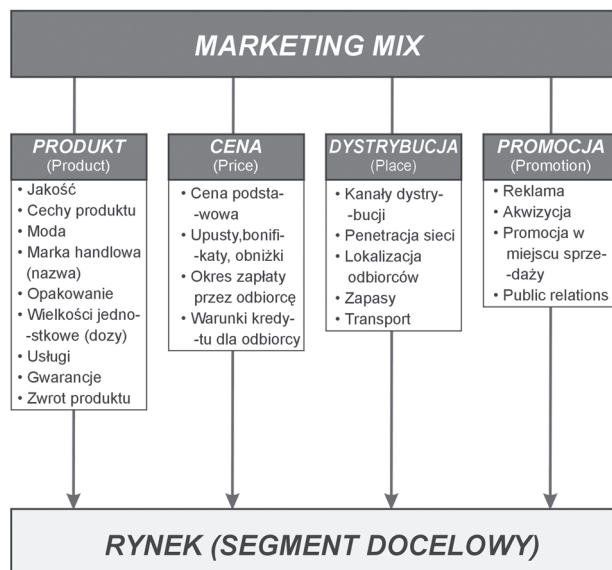 MARKETING MIX
PRODUKT
(Product)
• Jakość
• Cechy produktu
• Moda
• Marka handlowa
(nazwa)
• Opakowanie
• Wielkości jedno-
-stkowe (dozy)
• Usługi
• Gwarancje
• Zwrot produktu
CENA
(Price)
• Cena podsta-
-wowa
• Upusty,bonifi-
-katy, obniżki
• Okres zapłaty
przez odbiorcę
• Warunki kredy-
-tu dla odbiorcy
DYSTRYBUCJA
(Place)
• Kanały dystry-
-bucji
• Penetracja sieci
• Lokalizacja
odbiorców
• Zapasy
• Transport
PROMOCJA
(Promotion)
• Reklama
• Akwizycja
• Promocja w
miejscu sprze-
-daży
• Public relations
RYNEK (SEGMENT DOCELOWY)